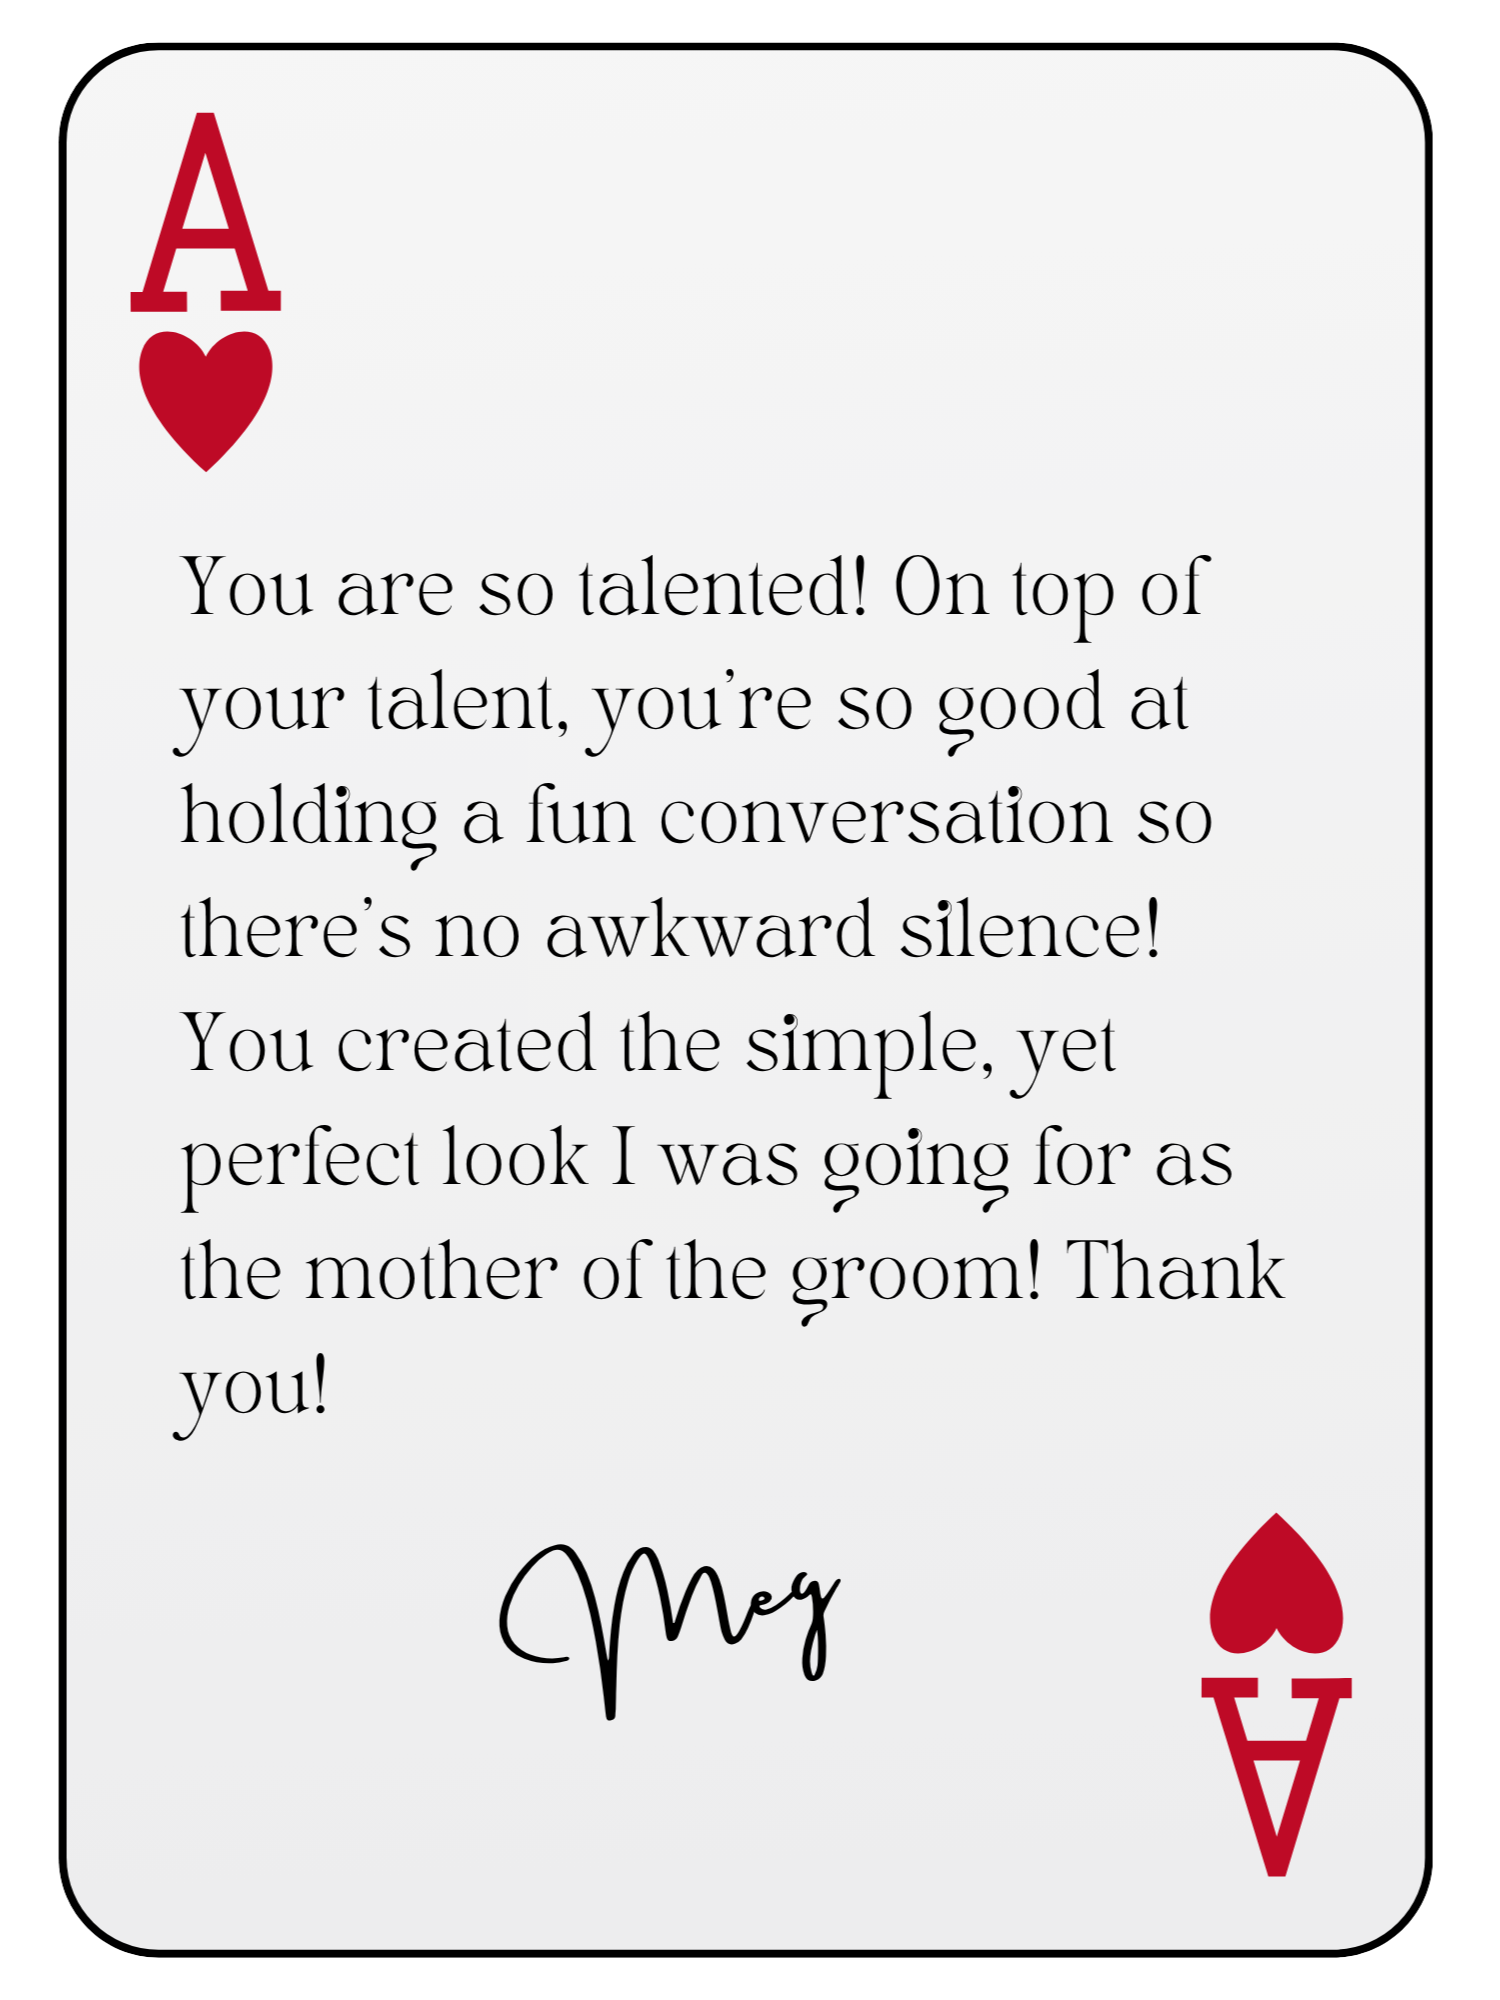 A
You are so talented! On top of
your talent, you're so good at
holding a fun conversation so
there's no awkward silence!
You created the simple, yet
perfect look I was going for as
the mother of the groom! Thank
you!
Meg
A